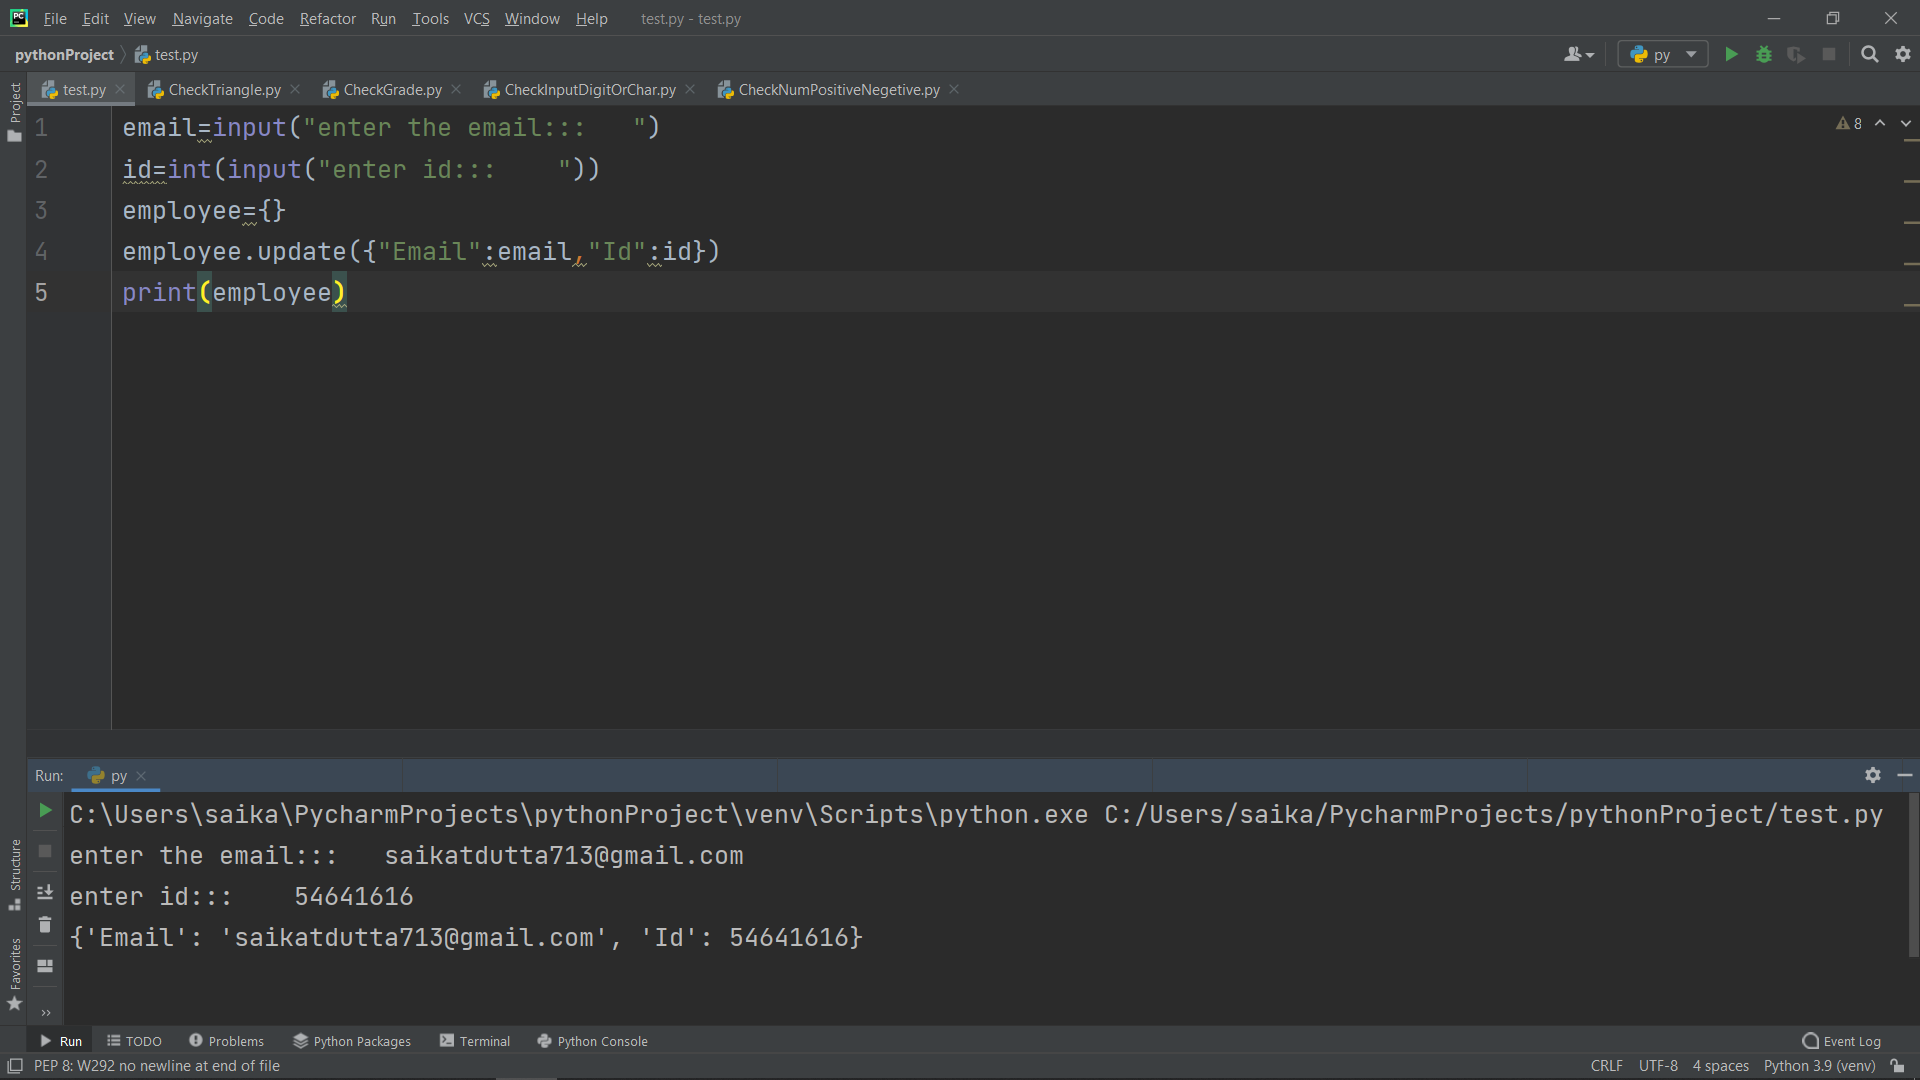 PC File Edit View Navigate Code Refactor Run Tools VCS Window Help test.py - test.py
pythonProject test.py py
test.py CheckTriangle.py CheckGrade.py CheckInputDigitOrChar.py CheckNumPositiveNegetive.py
Project
1 email=input("enter the email:::   ")
8
2 id=int(input("enter id:::    "))
3 employee={}
4 employee.update({"Email":email,"Id":id})
5 print(employee)
Run: py
C:\Users\saika\PycharmProjects\pythonProject\venv\Scripts\python.exe C:/Users/saika/PycharmProjects/pythonProject/test.py
enter the email:::   saikatdutta713@gmail.com
enter id:::    54641616
{'Email': 'saikatdutta713@gmail.com', 'Id': 54641616}
Structure
Favorites
Run TODO Problems Python Packages Terminal Python Console Event Log
PEP 8: W292 no newline at end of file CRLF UTF-8 4 spaces Python 3.9 (venv)